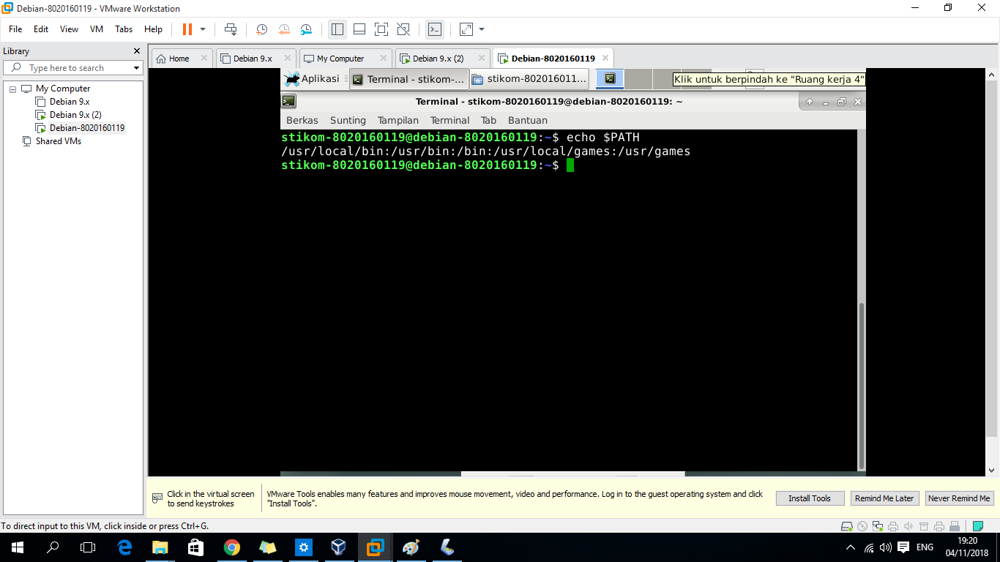 Debian-8020160119 - VMware Workstation
File Edit View VM Tabs Help
Library
Type here to search
My Computer
Debian 9.x
Debian 9.x (2)
Debian-8020160119
Shared VMs
Home Debian 9.x My Computer Debian 9.x (2) Debian-8020160119
Aplikasi Terminal - stikom-... stikom-802016011... Klik untuk berpindah ke "Ruang kerja 4"
Terminal - stikom-8020160119@debian-8020160119: ~
Berkas Sunting Tampilan Terminal Tab Bantuan
stikom-8020160119@debian-8020160119:~$ echo $PATH
/usr/local/bin:/usr/bin:/bin:/usr/local/games:/usr/games
stikom-8020160119@debian-8020160119:~$
Click in the virtual screen
to send keystrokes
VMware Tools enables many features and improves mouse movement, video and performance. Log in to the guest operating system and click
"Install Tools".
Install Tools Remind Me Later Never Remind Me
To direct input to this VM, click inside or press Ctrl+G.
ENG
19:20
04/11/2018